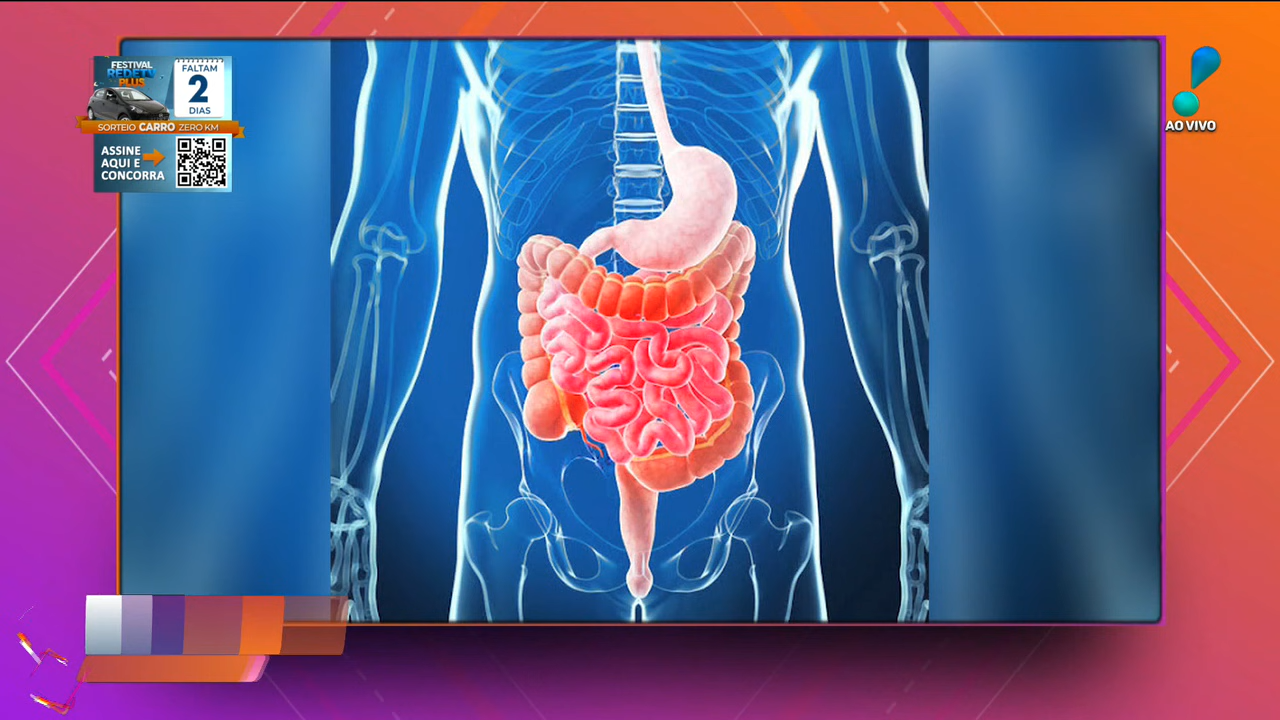 FESTIVAL
REDETV
PLUS
FALTAM
2
DIAS
SORTEIO CARRO ZERO KM
ASSINE
AQUI E
CONCORRA
AO VIVO